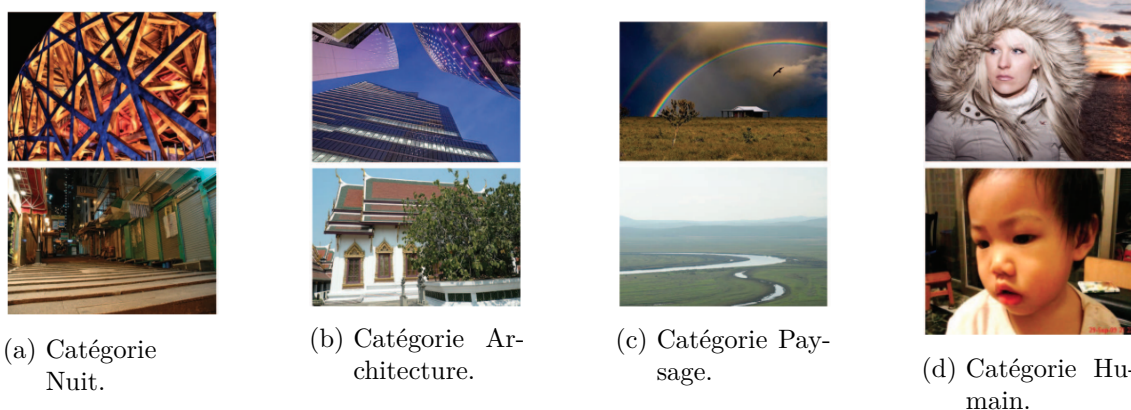 (a) Catégorie
Nuit.
(b) Catégorie Ar-
chitecture.
(c) Catégorie Pay-
sage.
(d) Catégorie Hu-
main.